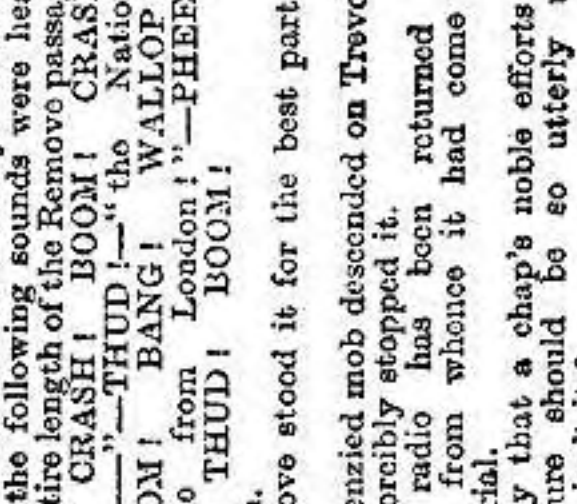 the following sounds were hea
tire length of the Remove passa
CRASH! BOOM! CRAS
—"—THUD!—"the Natio
OM! BANG! WALLOP
o from London!"—PHEE
THUD! BOOM!
ove stood it for the best part
enzied mob descended on Trevo
orcibly stopped it.
radio has been returned
from whence it had come
ial.
y that a chap's noble efforts
ure should be so utterly